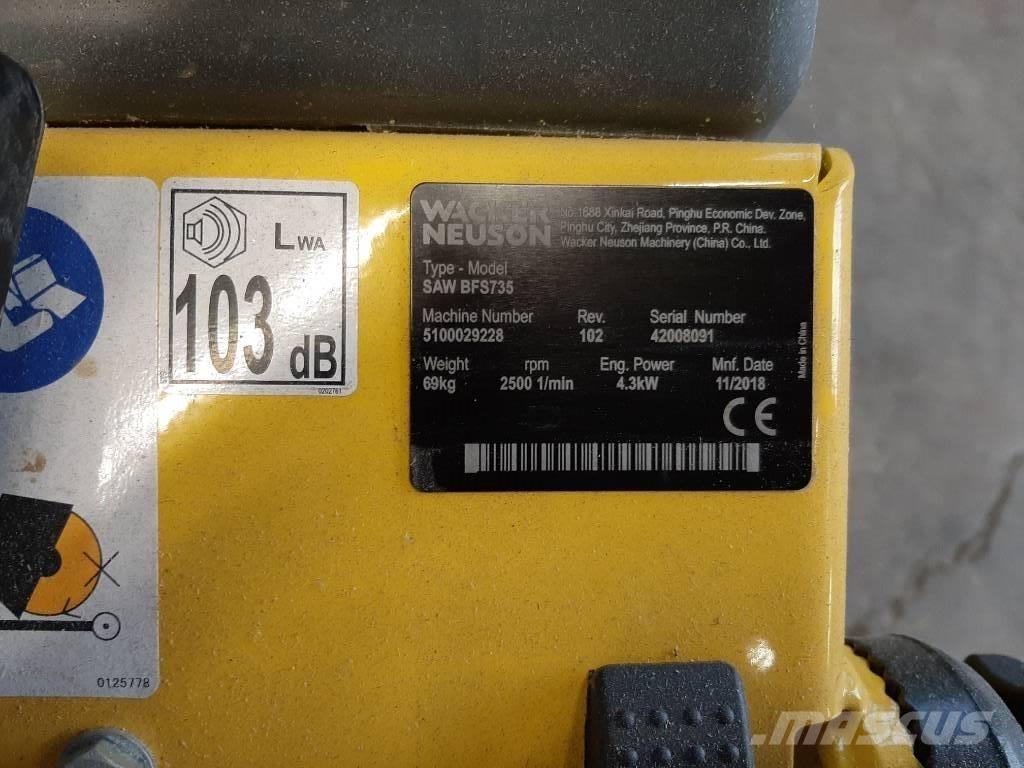 LWA
103 dB
0202761
0125778
WACKER
NEUSON
No. 1688 Xinkai Road, Pinghu Economic Dev. Zone,
Pinghu City, Zhejiang Province, P.R. China.
Wacker Neuson Machinery (China) Co., Ltd.
Type - Model
SAW BFS735
Machine Number Rev. Serial Number
5100029228 102 42008091
Weight rpm Eng. Power Mnf. Date
69kg 2500 1/min 4.3kW 11/2018
CE
Made in China
MASCUS